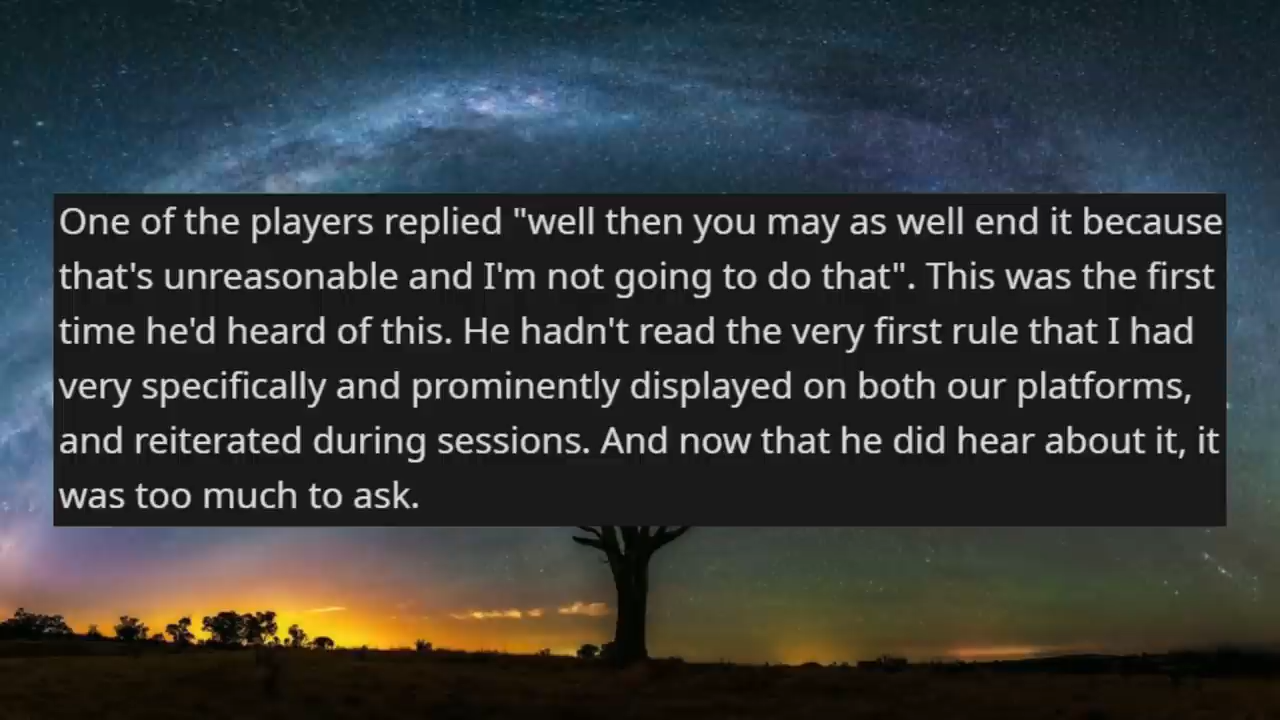 One of the players replied "well then you may as well end it because
that's unreasonable and I'm not going to do that". This was the first
time he'd heard of this. He hadn't read the very first rule that I had
very specifically and prominently displayed on both our platforms,
and reiterated during sessions. And now that he did hear about it, it
was too much to ask.